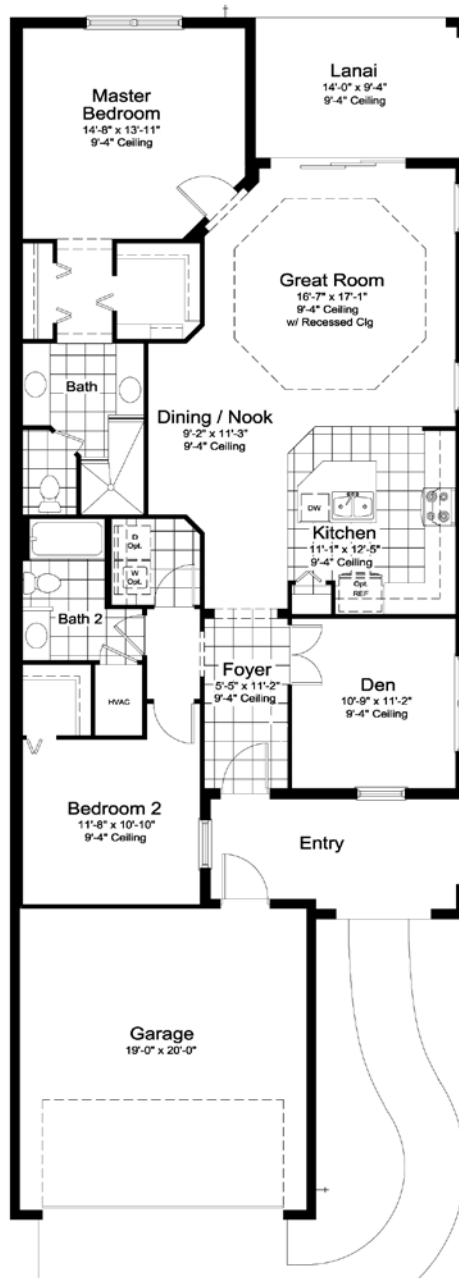 Lanai
14'-0" x 9'-4"
9'-4" Ceiling
Master
Bedroom
14'-8" x 13'-11"
9'-4" Ceiling
Great Room
16'-7" x 17'-1"
9'-4" Ceiling
w/ Recessed Clg
Bath
Dining / Nook
9'-2" x 11'-3"
9'-4" Ceiling
DW
Kitchen
11'-1" x 12'-5"
9'-4" Ceiling
Opt.
REF
D
Opt.
W
Opt.
Bath 2
HVAC
Foyer
5'-5" x 11'-2"
9'-4" Ceiling
Den
10'-9" x 11'-2"
9'-4" Ceiling
Bedroom 2
11'-8" x 10'-10"
9'-4" Ceiling
Entry
Garage
19'-0" x 20'-0"